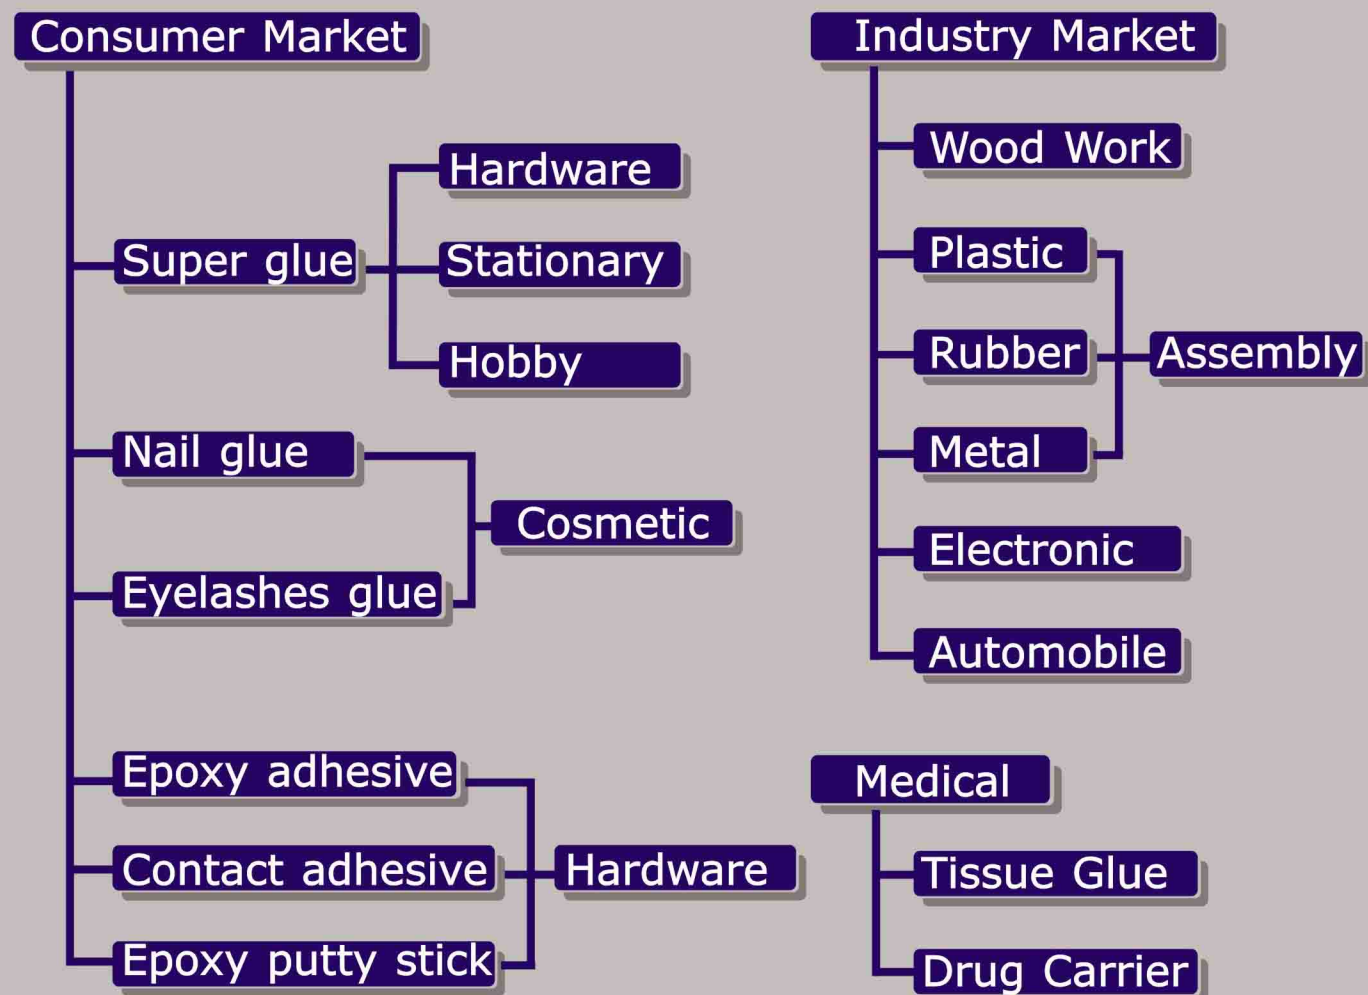 Consumer Market
Super glue
Hardware
Stationary
Hobby
Nail glue
Eyelashes glue
Cosmetic
Epoxy adhesive
Contact adhesive
Epoxy putty stick
Hardware
Industry Market
Wood Work
Plastic
Rubber
Metal
Assembly
Electronic
Automobile
Medical
Tissue Glue
Drug Carrier